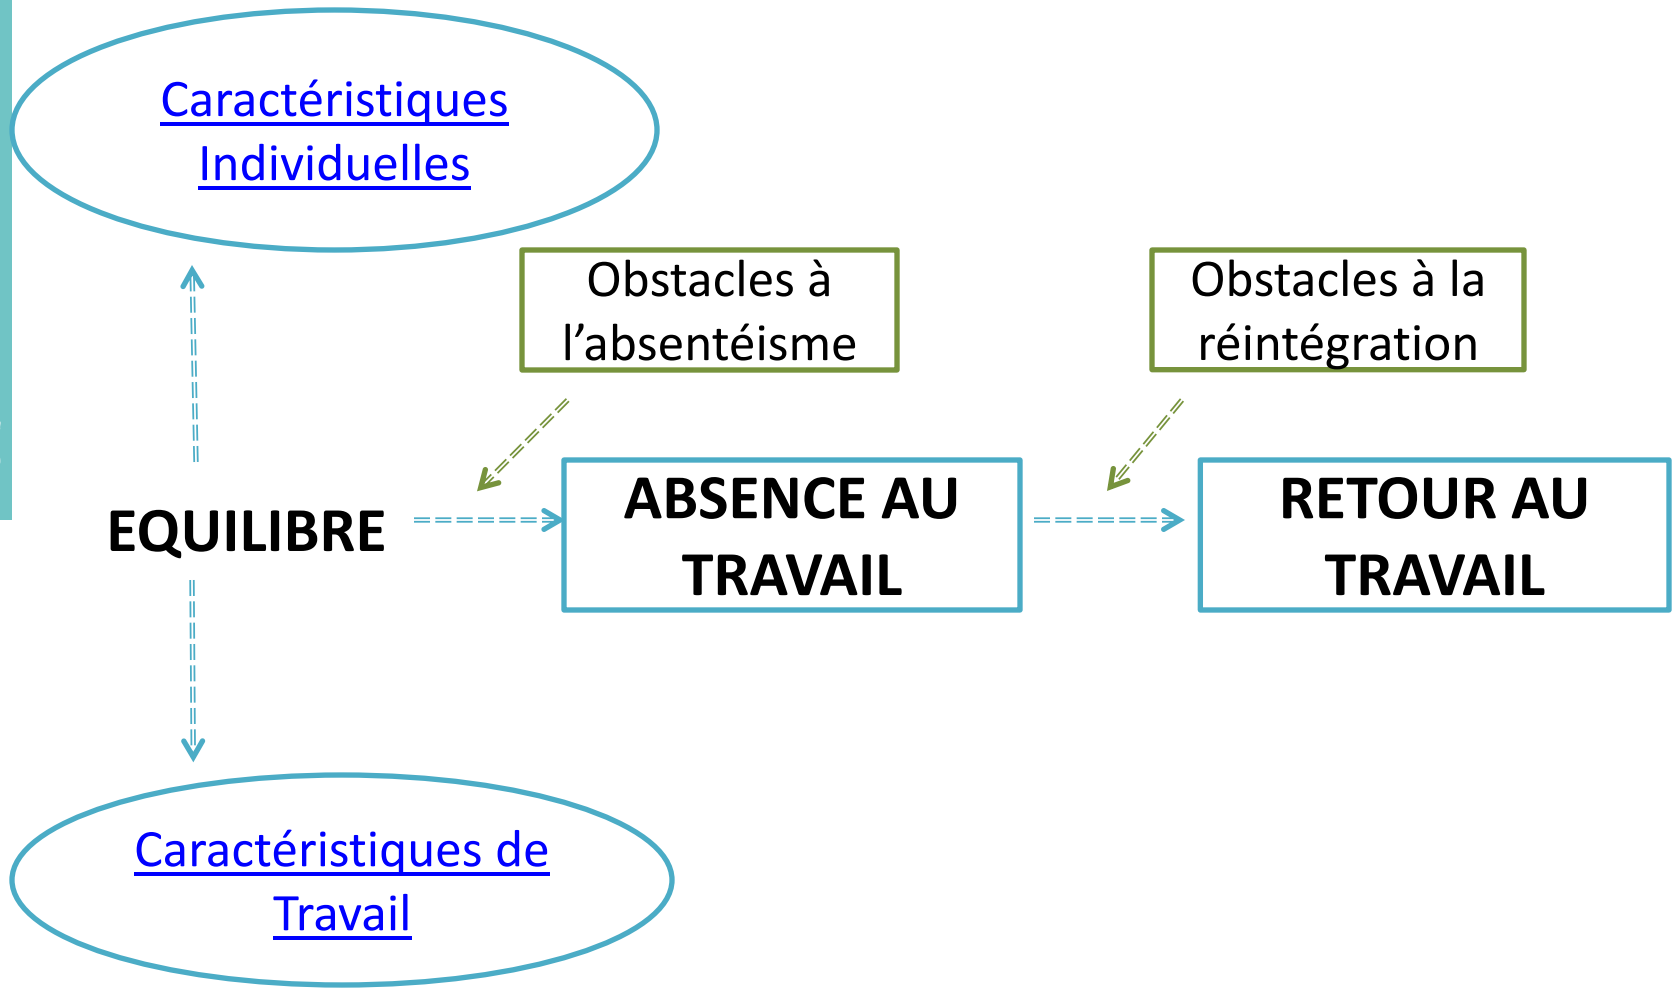 Caractéristiques
Individuelles
Obstacles à
l’absentéisme
Obstacles à la
réintégration
EQUILIBRE
ABSENCE AU
TRAVAIL
RETOUR AU
TRAVAIL
Caractéristiques de
Travail